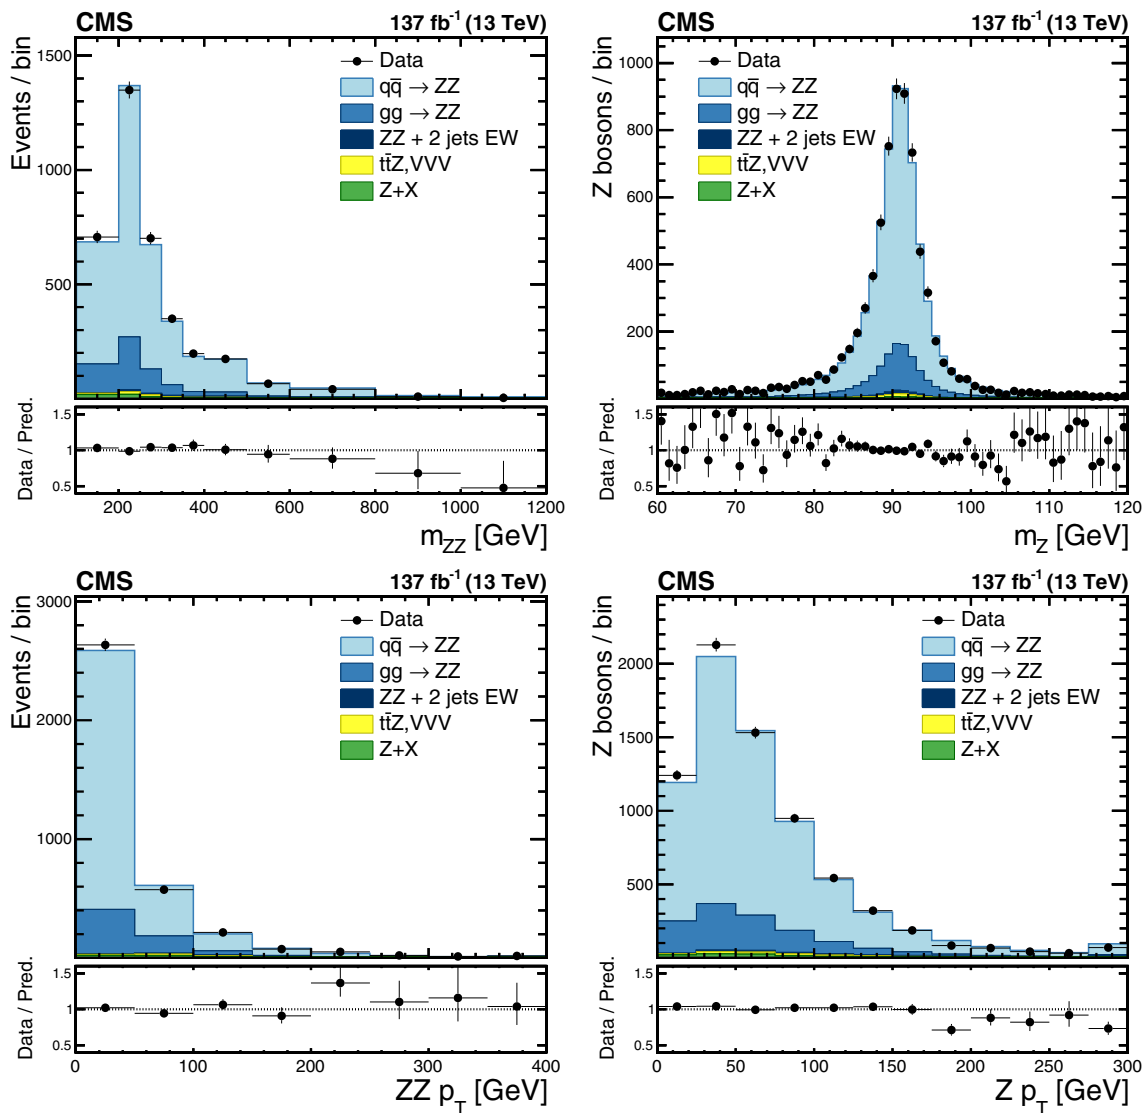 CMS 137 fb⁻¹ (13 TeV)
Events / bin
1500
1000
500
Data
qq̄ → ZZ
gg → ZZ
ZZ + 2 jets EW
tt̄Z,VVV
Z+X
Data / Pred.
1.5
1
0.5
200 400 600 800 1000 1200
m_ZZ [GeV]
CMS 137 fb⁻¹ (13 TeV)
Z bosons / bin
1000
800
600
400
200
Data
qq̄ → ZZ
gg → ZZ
ZZ + 2 jets EW
tt̄Z,VVV
Z+X
Data / Pred.
1.5
1
0.5
60 70 80 90 100 110 120
m_Z [GeV]
CMS 137 fb⁻¹ (13 TeV)
Events / bin
3000
2000
1000
Data
qq̄ → ZZ
gg → ZZ
ZZ + 2 jets EW
tt̄Z,VVV
Z+X
Data / Pred.
1.5
1
0.5
0 100 200 300 400
ZZ p_T [GeV]
CMS 137 fb⁻¹ (13 TeV)
Z bosons / bin
2000
1500
1000
500
Data
qq̄ → ZZ
gg → ZZ
ZZ + 2 jets EW
tt̄Z,VVV
Z+X
Data / Pred.
1.5
1
0.5
0 50 100 150 200 250 300
Z p_T [GeV]